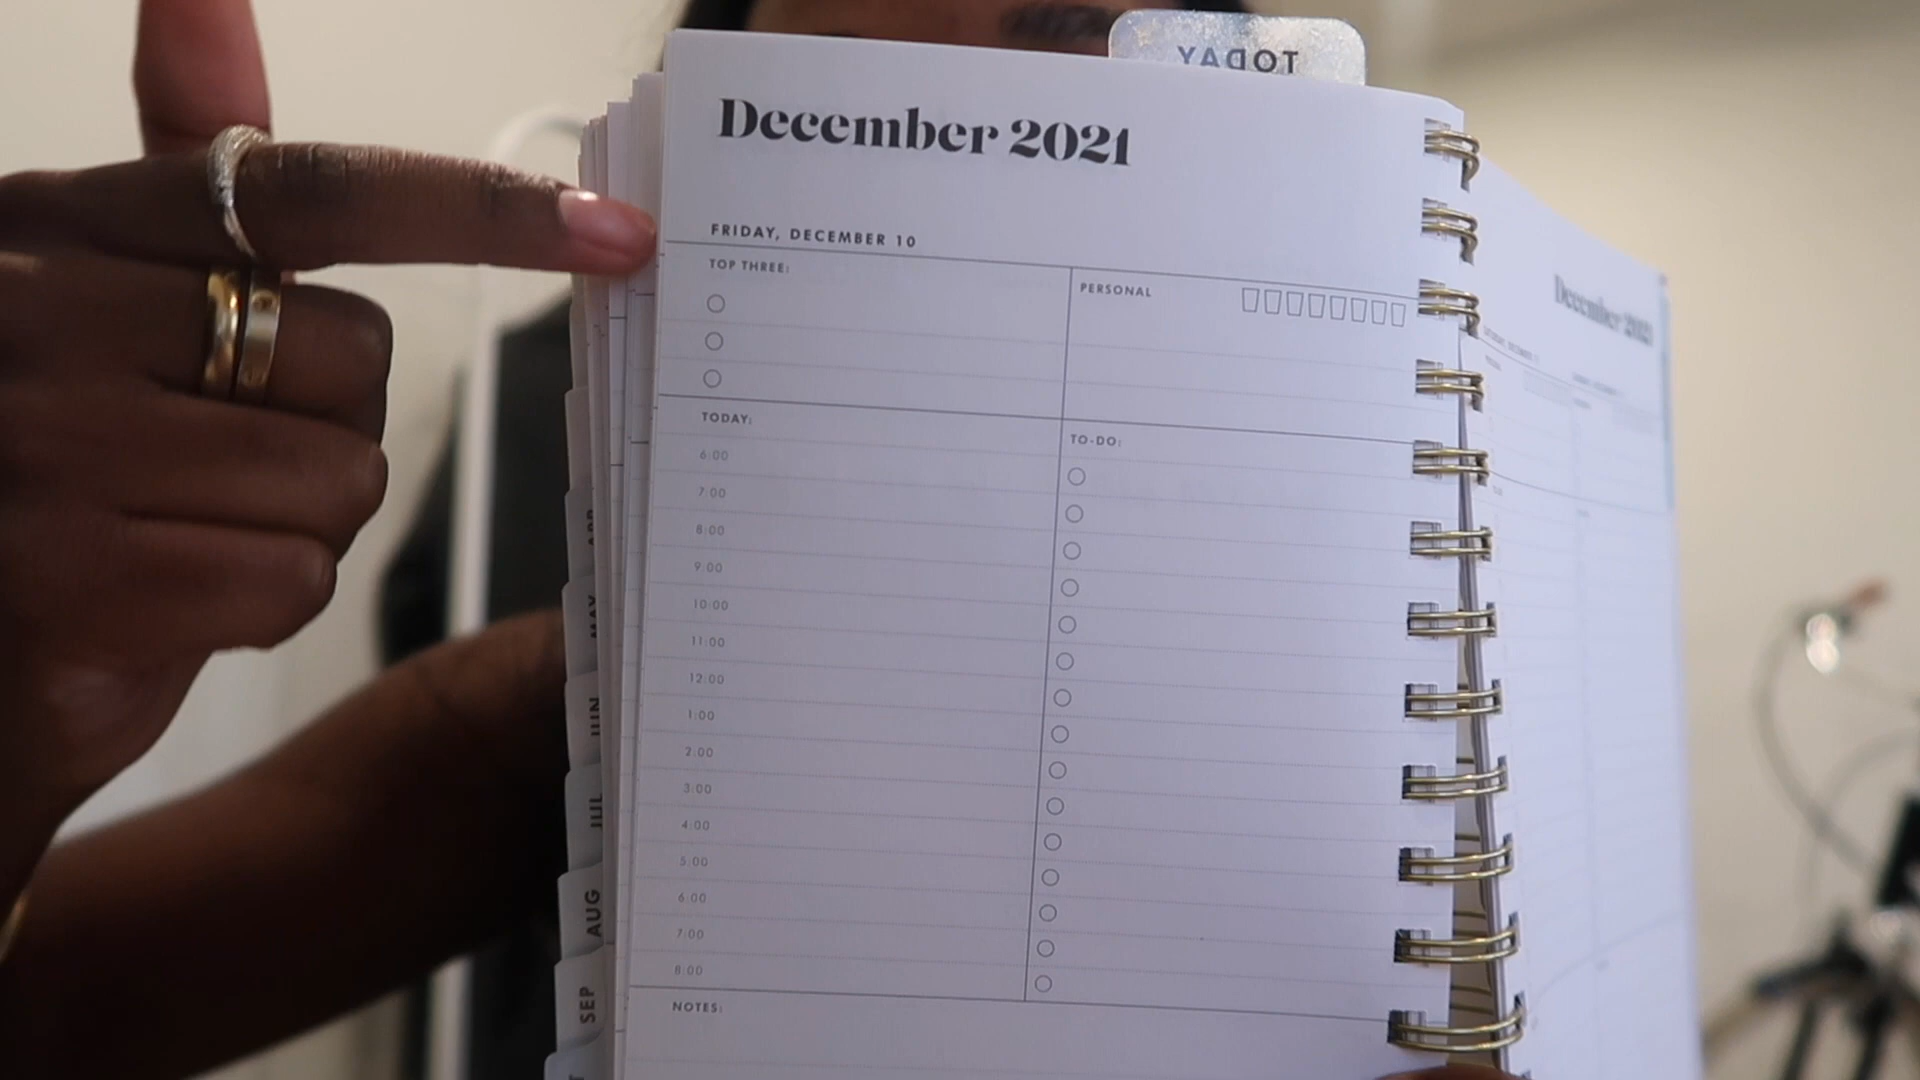 TODAY
December 2021
FRIDAY, DECEMBER 10
TOP THREE:
PERSONAL
TODAY:
6:00
7:00
8:00
9:00
10:00
11:00
12:00
1:00
2:00
3:00
4:00
5:00
6:00
7:00
8:00
TO-DO:
NOTES:
APR
MAY
JUN
JUL
AUG
SEP
December 2021